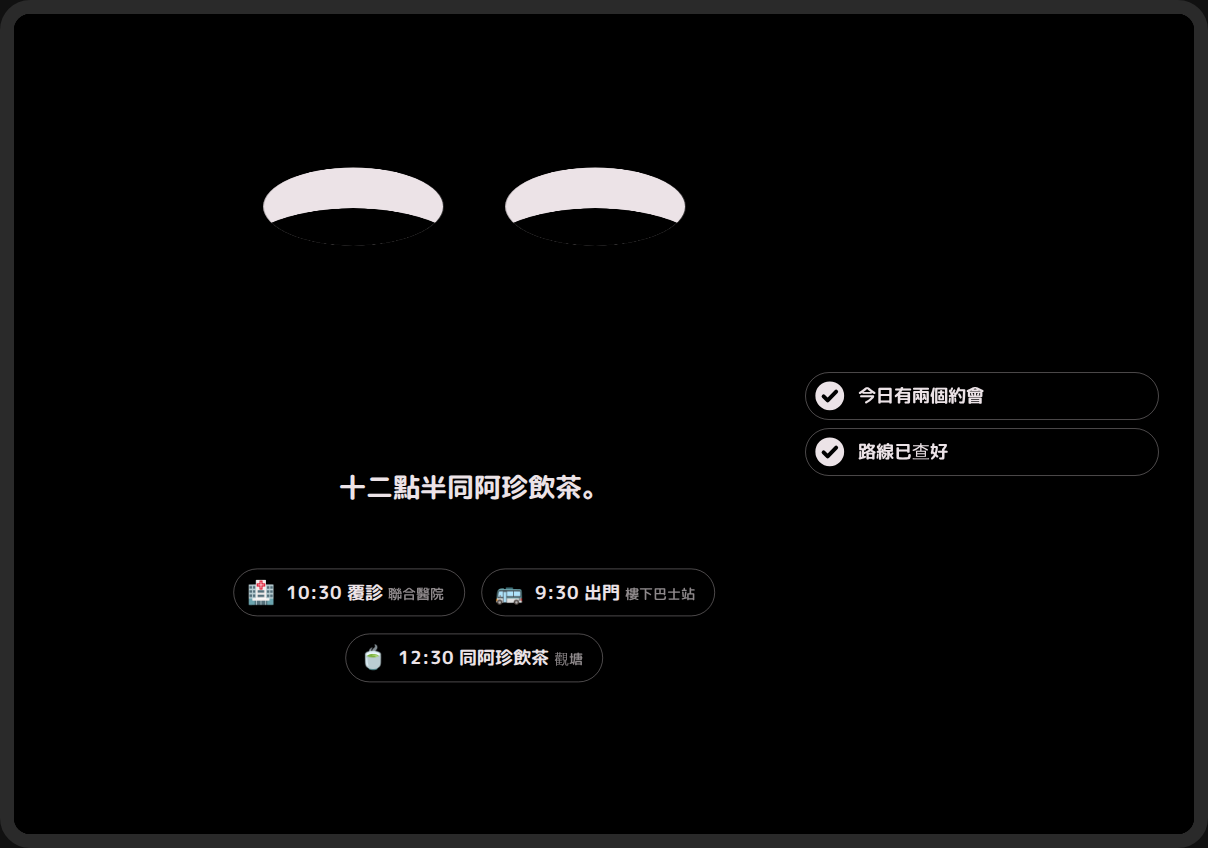 今日有兩個約會
路線已查好
十二點半同阿珍飲茶。
10:30 覆診 聯合醫院
9:30 出門 樓下巴士站
12:30 同阿珍飲茶 觀塘